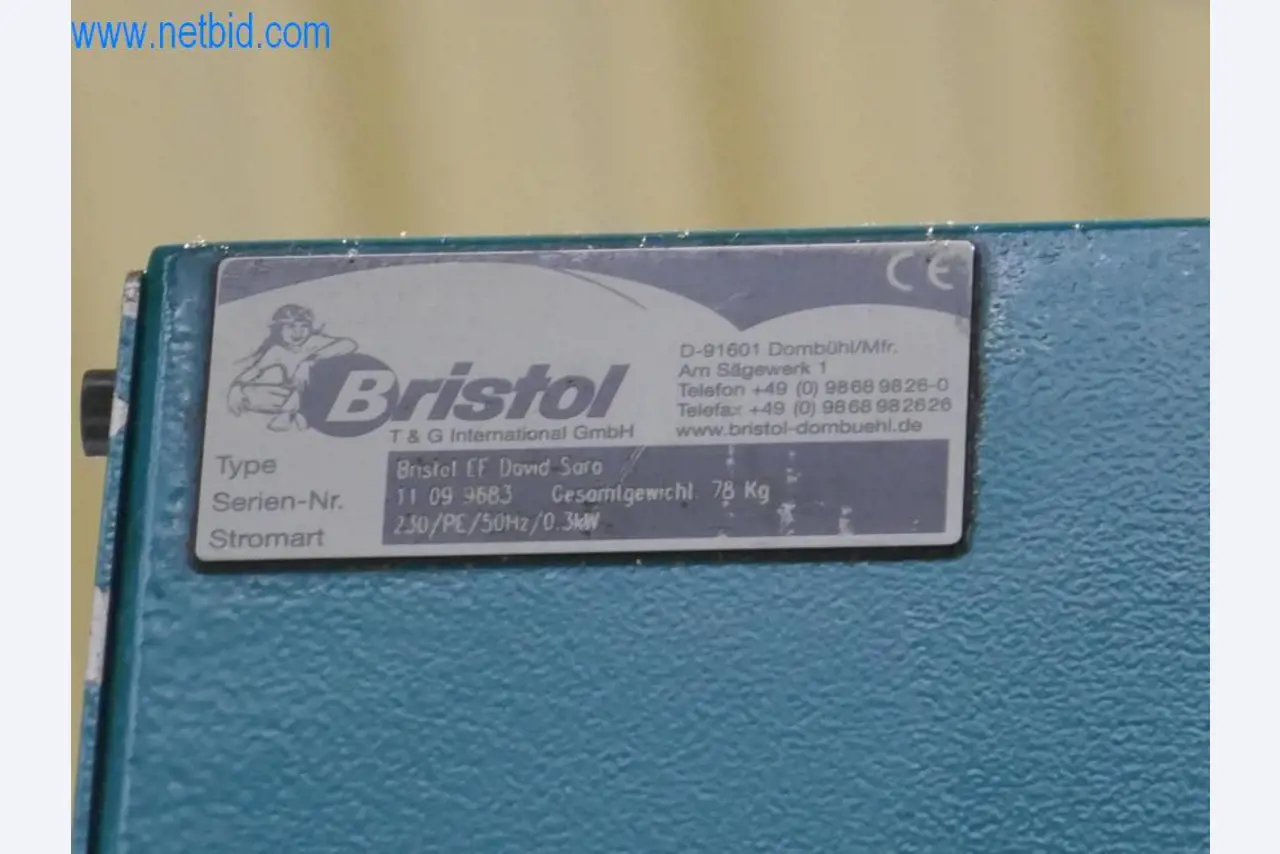 www.netbid.com
CE
Bristol
T & G International GmbH
D-91601 Dombühl/Mfr.
Am Sägewerk 1
Telefon +49 (0) 9868 9826-0
Telefax +49 (0) 9868 982626
www.bristol-dombuehl.de
Type Bristol EF David Sara
Serien-Nr. 11 09 9683 Gesamtgewicht 78 Kg
Stromart 230/PE/50Hz/0.3kW